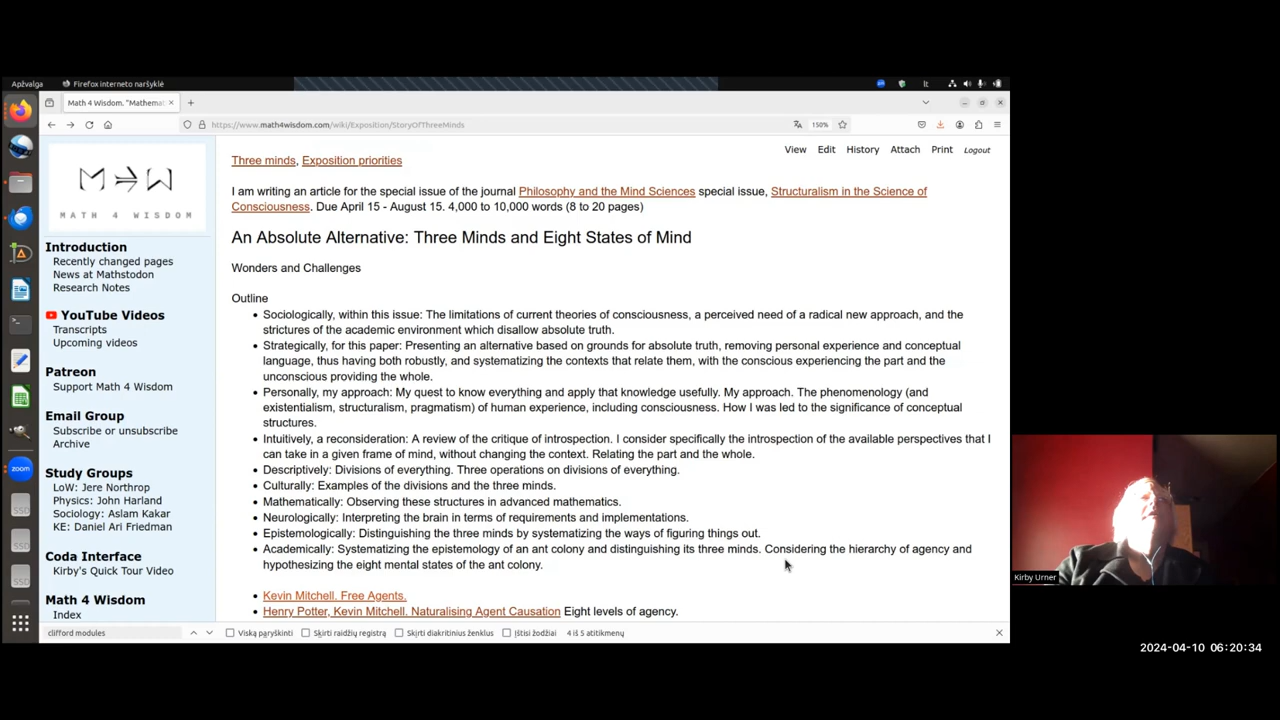 Apžvalga
Firefox interneto naršyklė
lt
Math 4 Wisdom. "Mathemat
https://www.math4wisdom.com/wiki/Exposition/StoryOfThreeMinds
150%
View Edit History Attach Print Logout
MATH 4 WISDOM
Introduction
Recently changed pages
News at Mathstodon
Research Notes
YouTube Videos
Transcripts
Upcoming videos
Patreon
Support Math 4 Wisdom
Email Group
Subscribe or unsubscribe
Archive
Study Groups
LoW: Jere Northrop
Physics: John Harland
Sociology: Aslam Kakar
KE: Daniel Ari Friedman
Coda Interface
Kirby's Quick Tour Video
Math 4 Wisdom
Index
Three minds, Exposition priorities
I am writing an article for the special issue of the journal Philosophy and the Mind Sciences special issue, Structuralism in the Science of
Consciousness. Due April 15 - August 15. 4,000 to 10,000 words (8 to 20 pages)
An Absolute Alternative: Three Minds and Eight States of Mind
Wonders and Challenges
Outline
• Sociologically, within this issue: The limitations of current theories of consciousness, a perceived need of a radical new approach, and the
strictures of the academic environment which disallow absolute truth.
• Strategically, for this paper: Presenting an alternative based on grounds for absolute truth, removing personal experience and conceptual
language, thus having both robustly, and systematizing the contexts that relate them, with the conscious experiencing the part and the
unconscious providing the whole.
• Personally, my approach: My quest to know everything and apply that knowledge usefully. My approach. The phenomenology (and
existentialism, structuralism, pragmatism) of human experience, including consciousness. How I was led to the significance of conceptual
structures.
• Intuitively, a reconsideration: A review of the critique of introspection. I consider specifically the introspection of the available perspectives that I
can take in a given frame of mind, without changing the context. Relating the part and the whole.
• Descriptively: Divisions of everything. Three operations on divisions of everything.
• Culturally: Examples of the divisions and the three minds.
• Mathematically: Observing these structures in advanced mathematics.
• Neurologically: Interpreting the brain in terms of requirements and implementations.
• Epistemologically: Distinguishing the three minds by systematizing the ways of figuring things out.
• Academically: Systematizing the epistemology of an ant colony and distinguishing its three minds. Considering the hierarchy of agency and
hypothesizing the eight mental states of the ant colony.
• Kevin Mitchell. Free Agents.
• Henry Potter, Kevin Mitchell. Naturalising Agent Causation Eight levels of agency.
clifford modules
Viską paryškinti
Skirti raidžių registrą
Skirti diakritinius ženklus
Ištisi žodžiai
4 iš 5 atitikmenų
zoom
SSD
SSD
SSD
SSD
Kirby Urner
2024-04-10 06:20:34